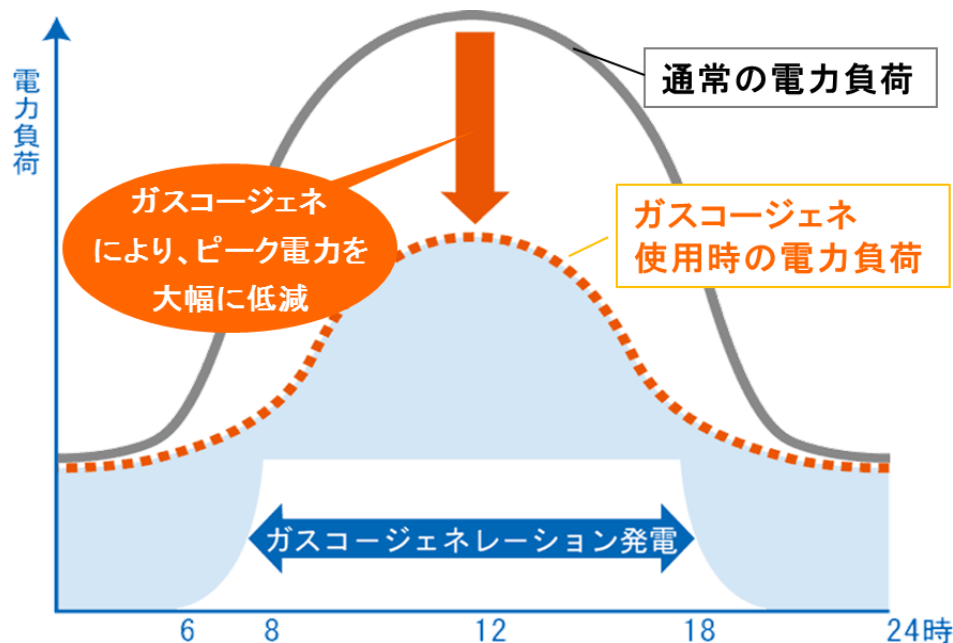 電力負荷
通常の電力負荷
ガスコージェネ
により、ピーク電力を
大幅に低減
ガスコージェネ
使用時の電力負荷
ガスコージェネレーション発電
6 8 12 18 24時